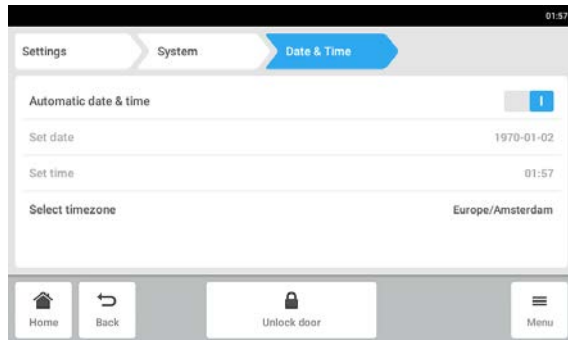 01:57
Settings System Date & Time
Automatic date & time I
Set date 1970-01-02
Set time 01:57
Select timezone Europe/Amsterdam
Home Back Unlock door Menu